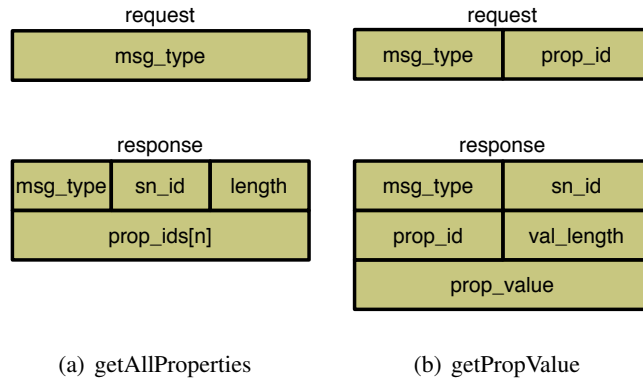 request
msg_type
response
msg_type sn_id length
prop_ids[n]
(a) getAllProperties
request
msg_type prop_id
response
msg_type sn_id
prop_id val_length
prop_value
(b) getPropValue